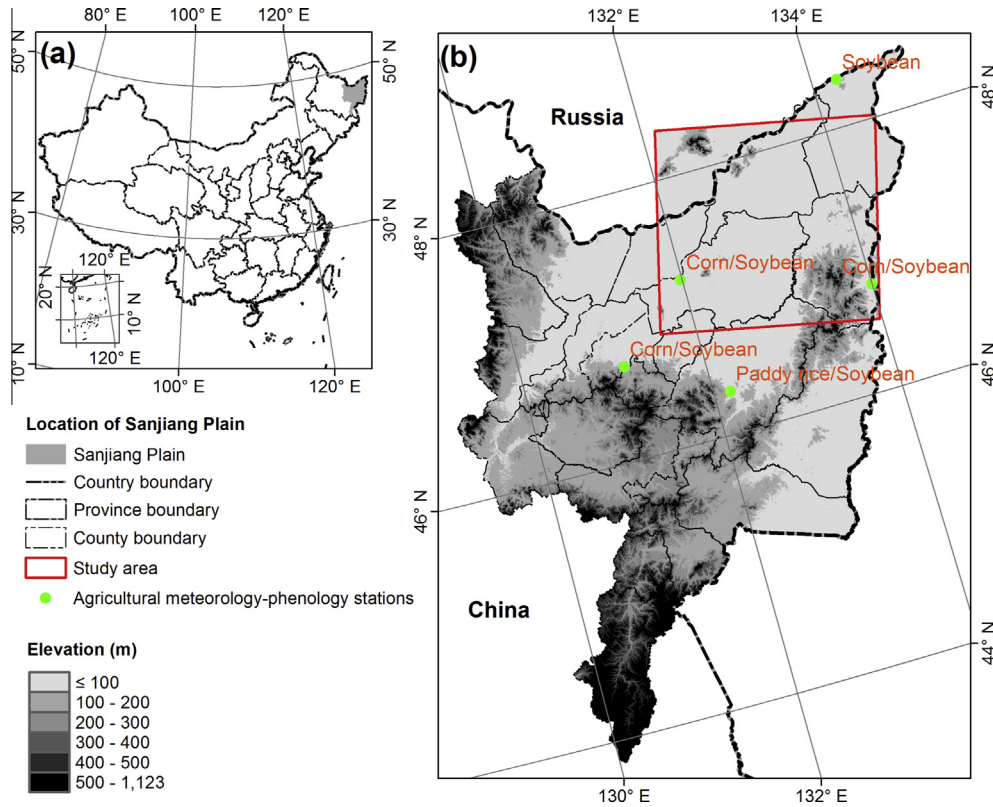 80° E
100° E
120° E
(a)
50° N
50° N
30° N
30° N
120° E
20° N
10° N
120° E
10° N
100° E
120° E
Location of Sanjiang Plain
Sanjiang Plain
Country boundary
Province boundary
County boundary
Study area
Agricultural meteorology-phenology stations
Elevation (m)
≤ 100
100 - 200
200 - 300
300 - 400
400 - 500
500 - 1,123
132° E
134° E
(b)
Soybean
48° N
Russia
48° N
Corn/Soybean
Corn/Soybean
Corn/Soybean
Paddy rice/Soybean
46° N
46° N
China
44° N
130° E
132° E